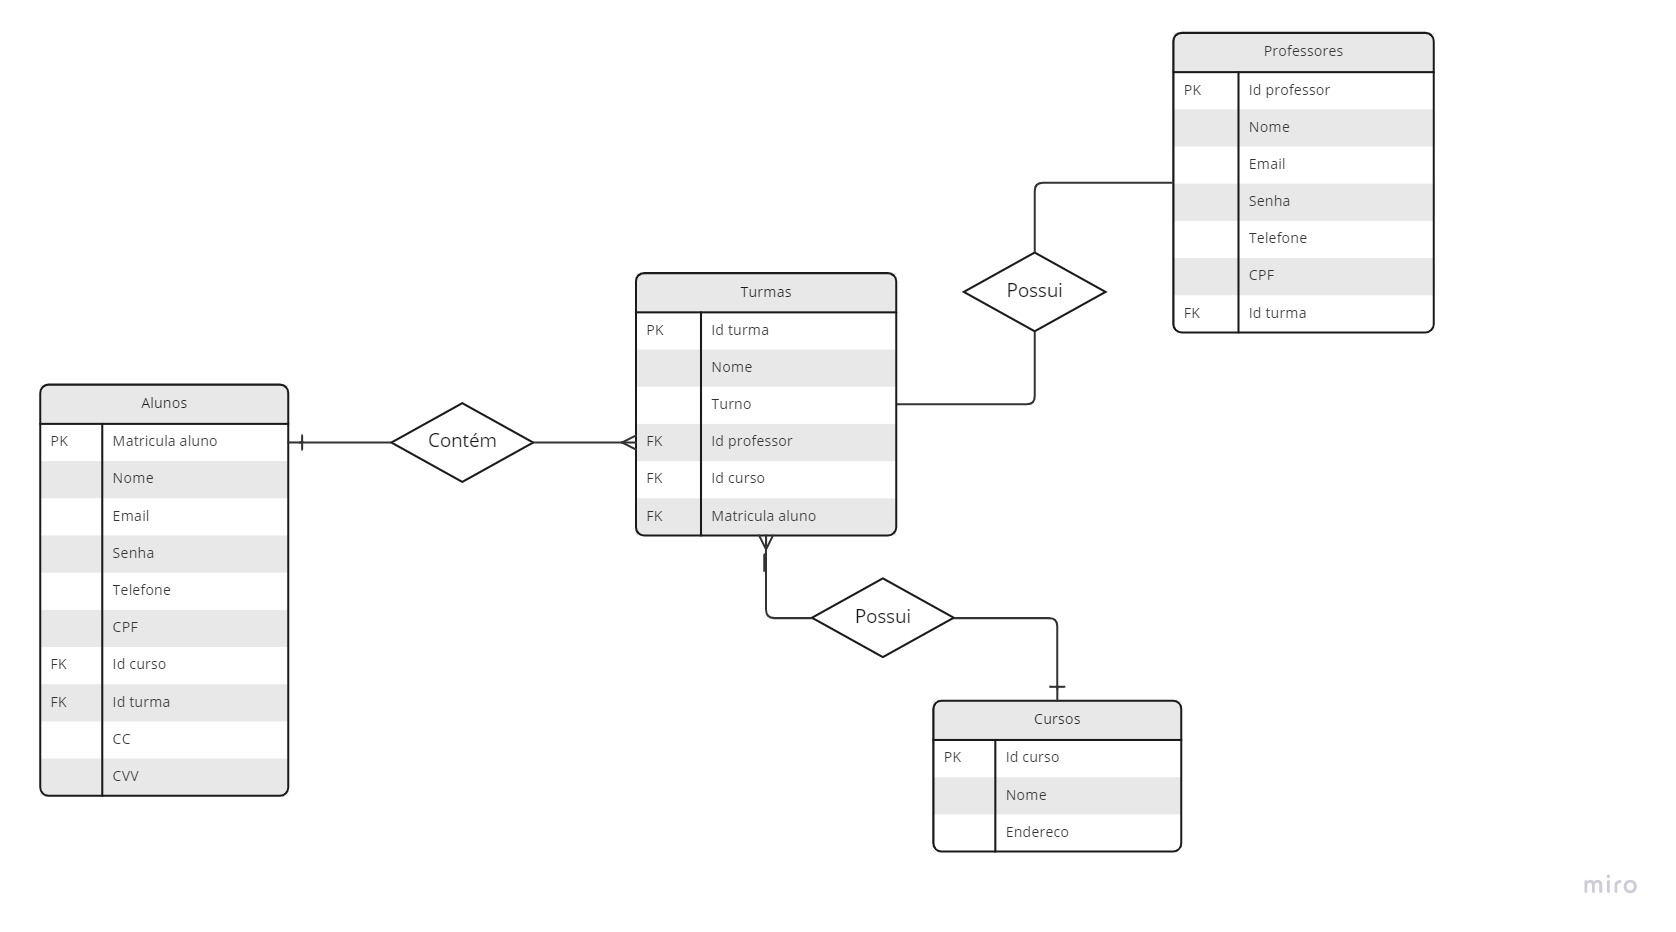 Professores
PK Id professor
Nome
Email
Senha
Telefone
CPF
FK Id turma
Possui
Turmas
PK Id turma
Nome
Turno
FK Id professor
FK Id curso
FK Matricula aluno
Alunos
PK Matricula aluno
Nome
Email
Senha
Telefone
CPF
FK Id curso
FK Id turma
CC
CVV
Contém
Possui
Cursos
PK Id curso
Nome
Endereco
miro